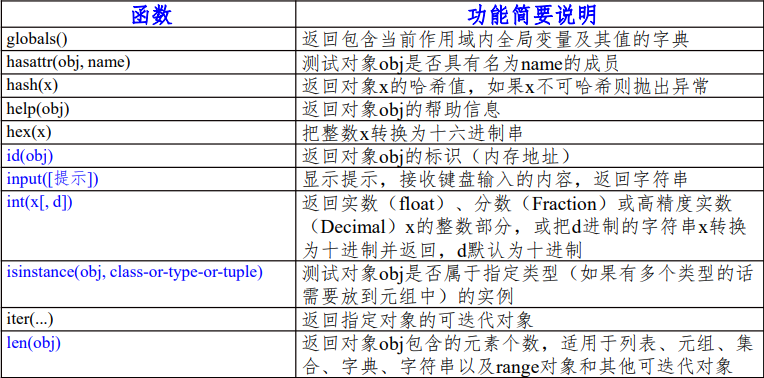 函数 功能简要说明
globals() 返回包含当前作用域内全局变量及其值的字典
hasattr(obj, name) 测试对象obj是否具有名为name的成员
hash(x) 返回对象x的哈希值，如果x不可哈希则抛出异常
help(obj) 返回对象obj的帮助信息
hex(x) 把整数x转换为十六进制串
id(obj) 返回对象obj的标识（内存地址）
input([提示]) 显示提示，接收键盘输入的内容，返回字符串
int(x[, d]) 返回实数（float）、分数（Fraction）或高精度实数
（Decimal）x的整数部分，或把d进制的字符串x转换
为十进制并返回，d默认为十进制
isinstance(obj, class-or-type-or-tuple) 测试对象obj是否属于指定类型（如果有多个类型的话
需要放到元组中）的实例
iter(...) 返回指定对象的可迭代对象
len(obj) 返回对象obj包含的元素个数，适用于列表、元组、集
合、字典、字符串以及range对象和其他可迭代对象